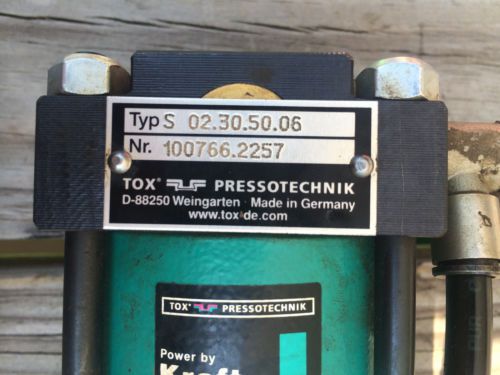 Typ S 02.30.50.06
Nr. 100766.2257
TOX® PRESSOTECHNIK
D-88250 Weingarten Made in Germany
www.tox-de.com
TOX® PRESSOTECHNIK
Power by